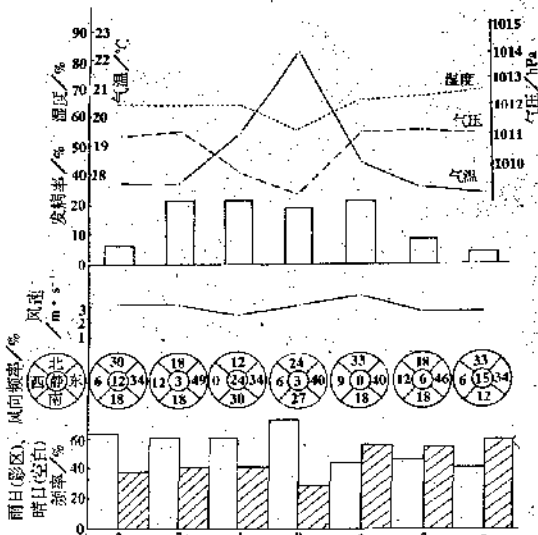 90
80
70
60
50
40
30
20
10
0
湿度/%
发病率/%
23
22
21
20
19
28
℃
气温
1015
1014
1013
1012
1011
1010
气压/hPa
湿度
气压
气温
风速
/m·s⁻¹
3
2
1
雨日(影区)、风向频率/%
晴日(空白)
频率/%
西 静 东
30
6 12 34
18
18
12 3 49
18
12
0 24 34
30
24
6 3 40
27
33
9 0 40
18
18
12 6 46
18
33
6 15 34
12
60
40
20
0